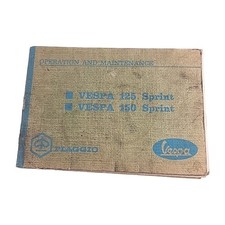 OPERATION AND MAINTENANCE
VESPA 125 Sprint
VESPA 150 Sprint
PIAGGIO
Vespa